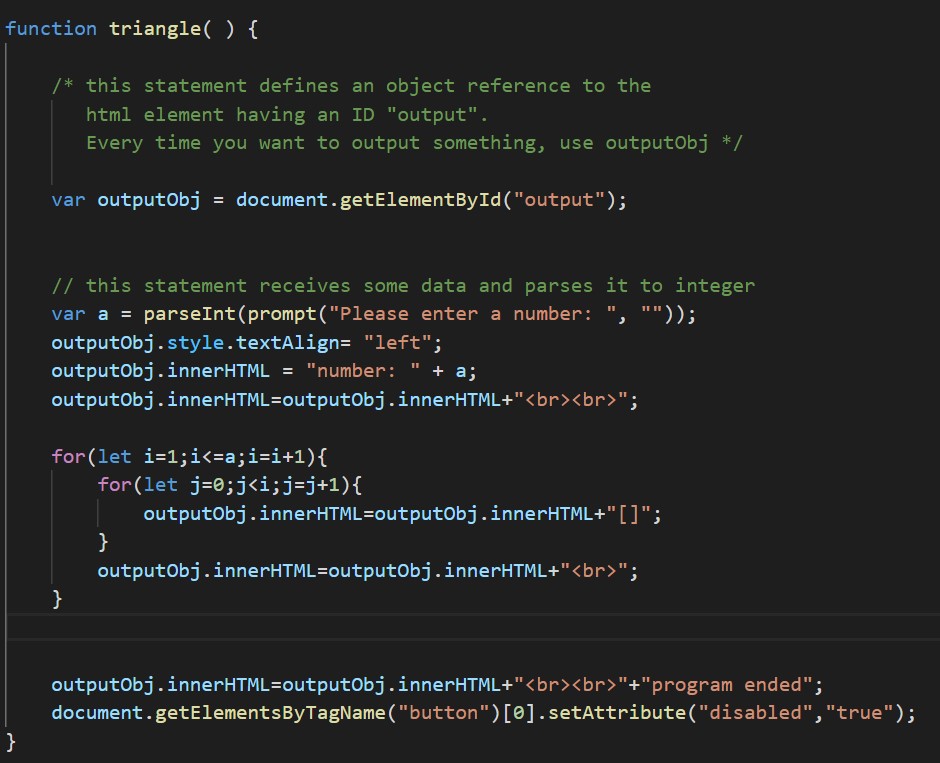 function triangle( ) {
/* this statement defines an object reference to the
html element having an ID "output".
Every time you want to output something, use outputObj */
var outputObj = document.getElementById("output");
// this statement receives some data and parses it to integer
var a = parseInt(prompt("Please enter a number: ", ""));
outputObj.style.textAlign= "left";
outputObj.innerHTML = "number: " + a;
outputObj.innerHTML=outputObj.innerHTML+"<br><br>";
for(let i=1;i<=a;i=i+1){
for(let j=0;j<i;j=j+1){
outputObj.innerHTML=outputObj.innerHTML+"[]";
}
outputObj.innerHTML=outputObj.innerHTML+"<br>";
}
outputObj.innerHTML=outputObj.innerHTML+"<br><br>"+"program ended";
document.getElementsByTagName("button")[0].setAttribute("disabled","true");
}